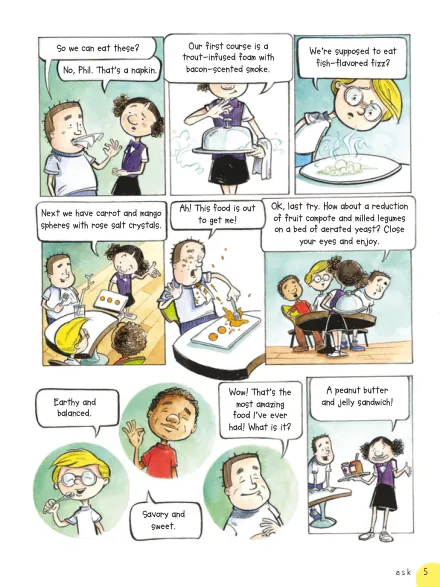 So we can eat these?
No, Phil. That's a napkin.
Our first course is a
trout-infused foam with
bacon-scented smoke.
We're supposed to eat
fish-flavored fizz?
Next we have carrot and mango
spheres with rose salt crystals.
Ah! This food is out
to get me!
OK, last try. How about a reduction
of fruit compote and milled legumes
on a bed of aerated yeast? Close
your eyes and enjoy.
Earthy and
balanced.
Savory and
sweet.
Wow! That's the
most amazing
food I've ever
had! What is it?
A peanut butter
and jelly sandwich!
ask 5